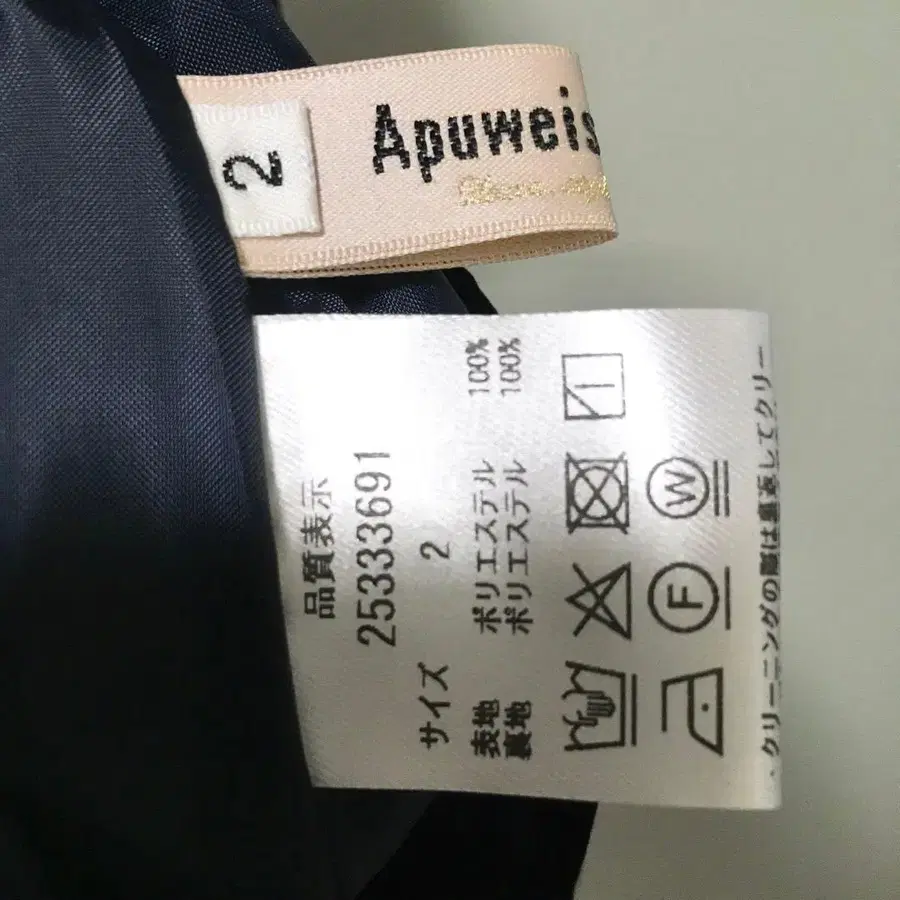 2
Apuweis
品質表示
25333691
サイズ 2
表地 ポリエステル 100%
裏地 ポリエステル 100%
W
F
・クリーニングの際は裏返してクリー